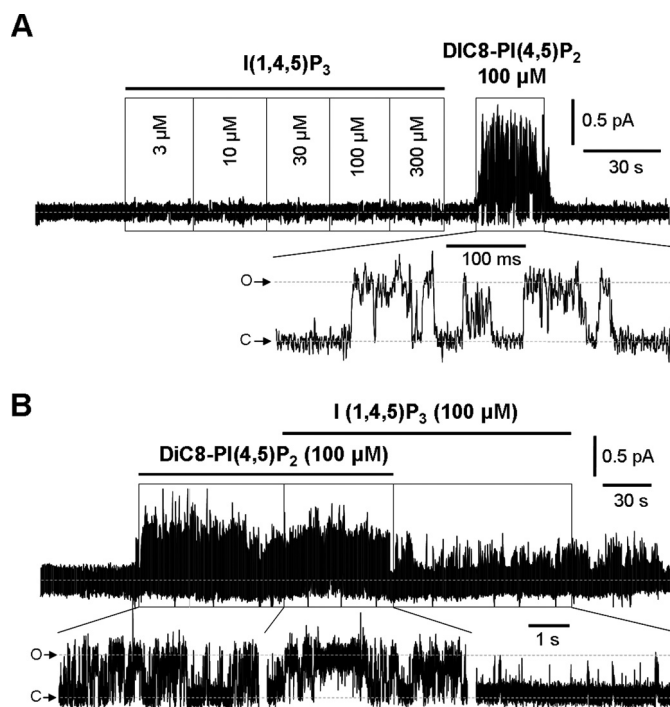 A
I(1,4,5)P₃
DIC8-PI(4,5)P₂
100 µM
3 µM
10 µM
30 µM
100 µM
300 µM
0.5 pA
30 s
100 ms
O
C
B
I (1,4,5)P₃ (100 µM)
DiC8-PI(4,5)P₂ (100 µM)
0.5 pA
30 s
1 s
O
C